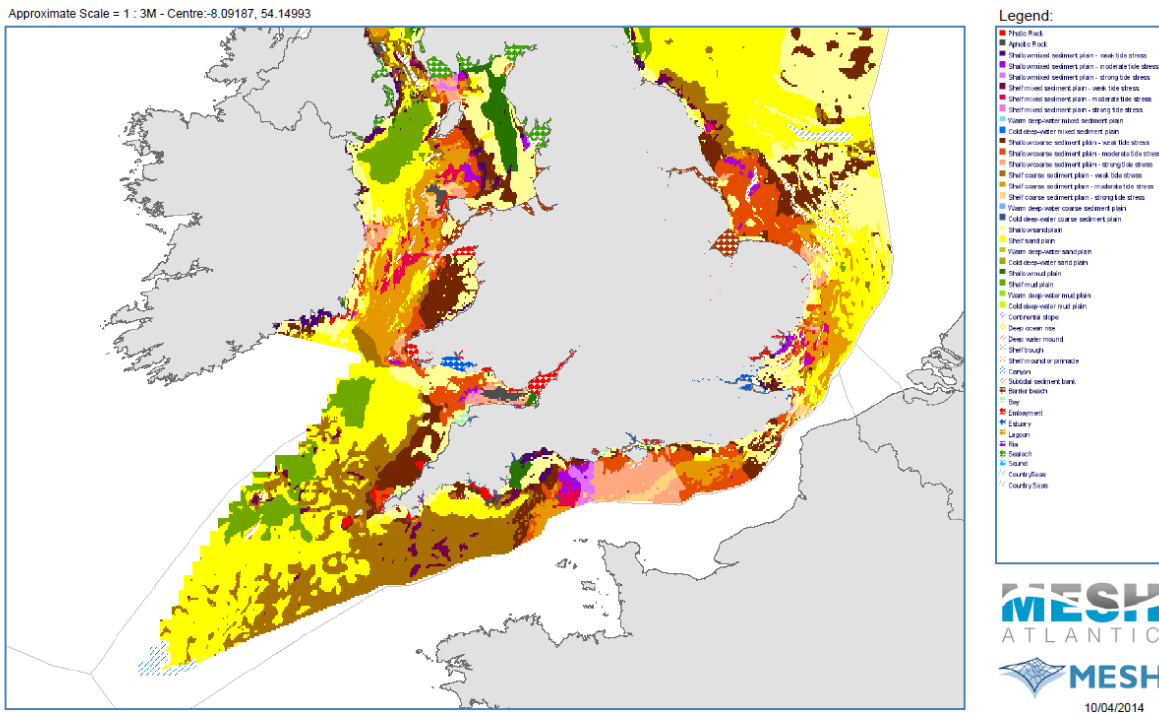 Approximate Scale = 1 : 3M - Centre:-8.09187, 54.14993
Legend:
Photic Rock
Aphotic Rock
Shallow mixed sediment plain - weak tide stress
Shallow mixed sediment plain - moderate tide stress
Shallow mixed sediment plain - strong tide stress
Shelf mixed sediment plain - weak tide stress
Shelf mixed sediment plain - moderate tide stress
Shelf mixed sediment plain - strong tide stress
Warm deep-water mixed sediment plain
Cold deep-water mixed sediment plain
Shallow coarse sediment plain - weak tide stress
Shallow coarse sediment plain - moderate tide stress
Shallow coarse sediment plain - strong tide stress
Shelf coarse sediment plain - weak tide stress
Shelf coarse sediment plain - moderate tide stress
Shelf coarse sediment plain - strong tide stress
Warm deep-water coarse sediment plain
Cold deep-water coarse sediment plain
Shallow sand plain
Shelf sand plain
Warm deep-water sand plain
Cold deep-water sand plain
Shallow mud plain
Shelf mud plain
Warm deep-water mud plain
Cold deep-water mud plain
Continental slope
Deep ocean rise
Deep water mound
Shelf trough
Shelf mound or pinnacle
Canyon
Subtidal sediment bank
Barrier beach
Bay
Embayment
Estuary
Lagoon
Ria
Sealoch
Sound
Country Seas
Country Seas
MESH
ATLANTIC
MESH
10/04/2014